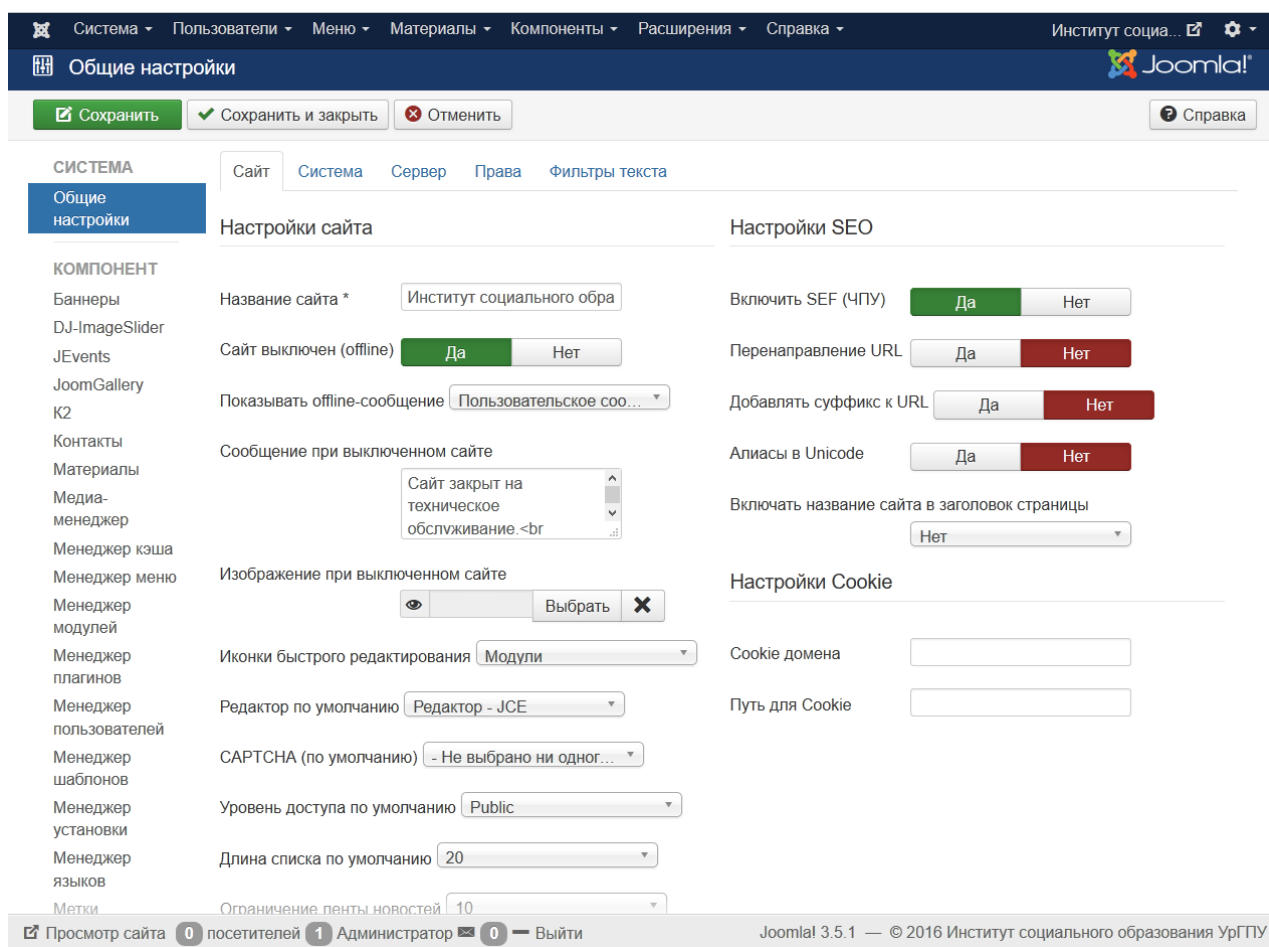 Система Пользователи Меню Материалы Компоненты Расширения Справка Институт социа...
Общие настройки Joomla!®
Сохранить Сохранить и закрыть Отменить Справка
СИСТЕМА
Общие
настройки
КОМПОНЕНТ
Баннеры
DJ-ImageSlider
JEvents
JoomGallery
K2
Контакты
Материалы
Медиа-
менеджер
Менеджер кэша
Менеджер меню
Менеджер
модулей
Менеджер
плагинов
Менеджер
пользователей
Менеджер
шаблонов
Менеджер
установки
Менеджер
языков
Метки
Сайт Система Сервер Права Фильтры текста
Настройки сайта
Название сайта * Институт социального обра
Сайт выключен (offline) Да Нет
Показывать offline-сообщение Пользовательское соо...
Сообщение при выключенном сайте
Сайт закрыт на
техническое
обслуживание.<br
Изображение при выключенном сайте
Выбрать
Иконки быстрого редактирования Модули
Редактор по умолчанию Редактор - JCE
CAPTCHA (по умолчанию) - Не выбрано ни одног...
Уровень доступа по умолчанию Public
Длина списка по умолчанию 20
Ограничение ленты новостей 10
Настройки SEO
Включить SEF (ЧПУ) Да Нет
Перенаправление URL Да Нет
Добавлять суффикс к URL Да Нет
Алиасы в Unicode Да Нет
Включать название сайта в заголовок страницы
Нет
Настройки Cookie
Cookie домена
Путь для Cookie
Просмотр сайта 0 посетителей 1 Администратор 0 Выйти Joomla! 3.5.1 — © 2016 Институт социального образования УрГПУ